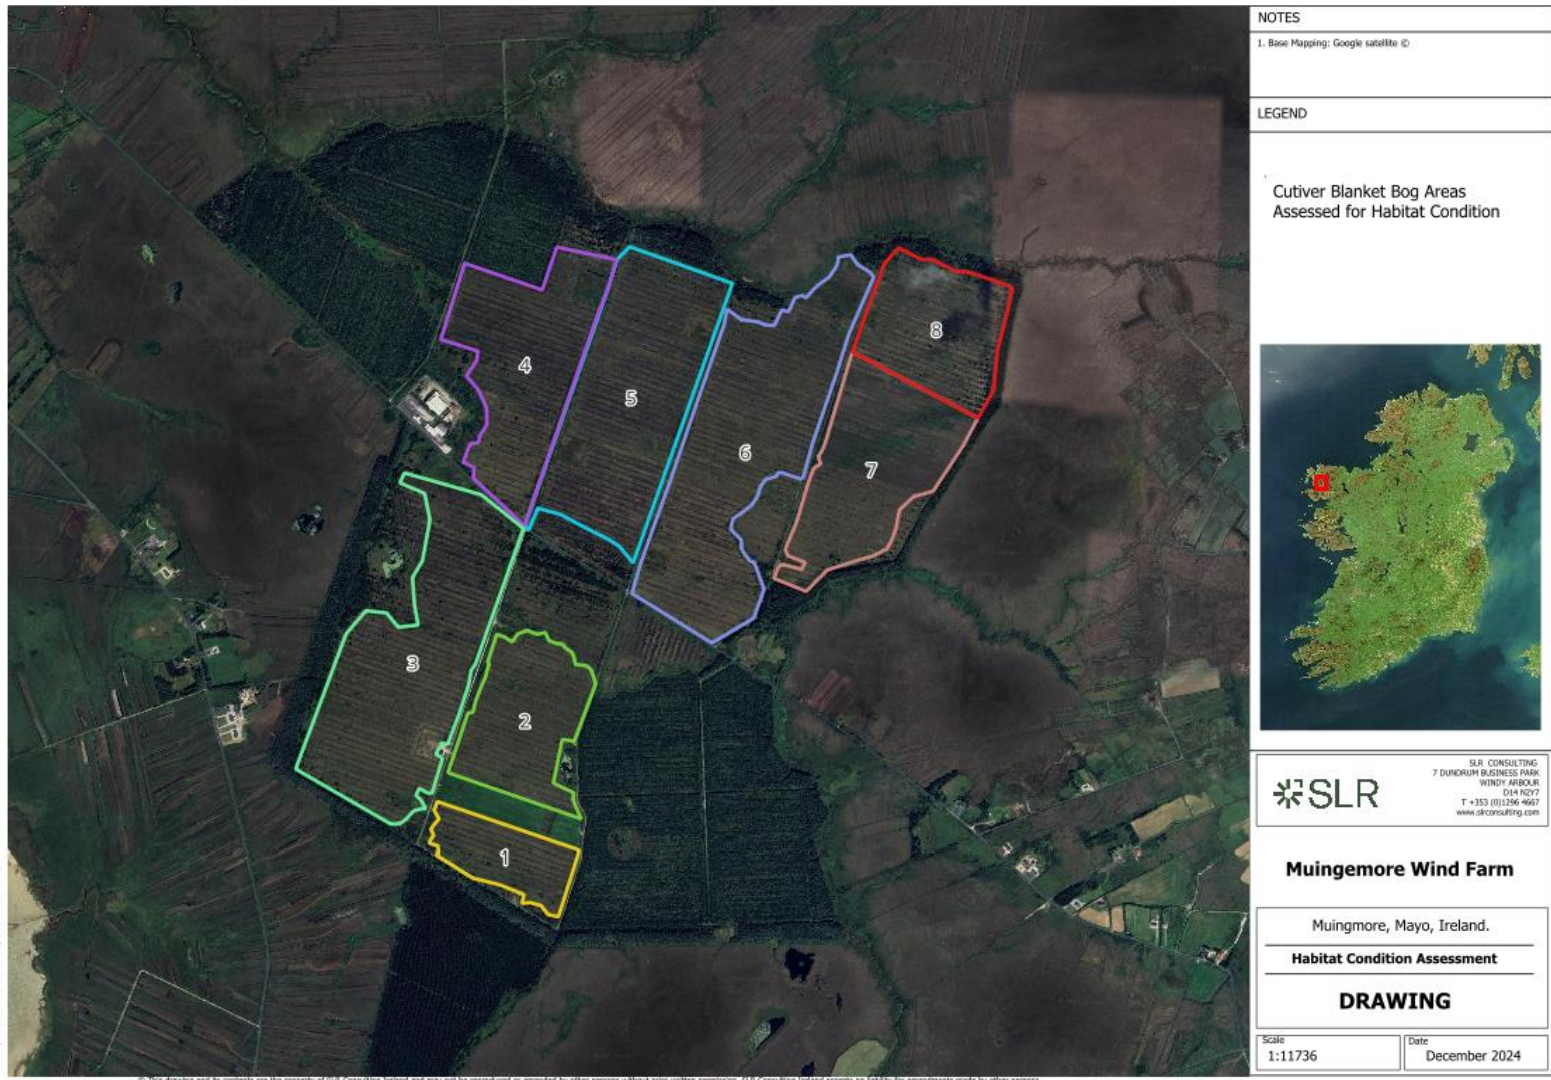 NOTES
1. Base Mapping: Google satellite ©
LEGEND
Cutiver Blanket Bog Areas
Assessed for Habitat Condition
8
4
5
6
7
3
2
1
SLR CONSULTING
7 DUNDRUM BUSINESS PARK
WINDY ARBOUR
D14 N2Y7
T +353 (0)1296 4667
www.slrconsulting.com
SLR
Muingemore Wind Farm
Muingmore, Mayo, Ireland.
Habitat Condition Assessment
DRAWING
Scale
1:11736
Date
December 2024